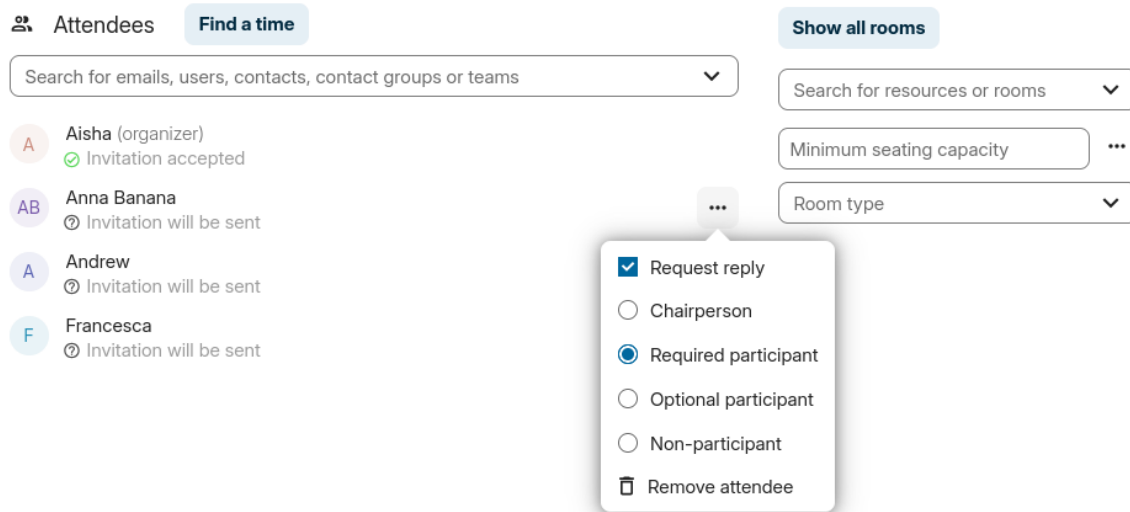 Attendees
Find a time
Search for emails, users, contacts, contact groups or teams
A
Aisha (organizer)
Invitation accepted
AB
Anna Banana
Invitation will be sent
A
Andrew
Invitation will be sent
F
Francesca
Invitation will be sent
Request reply
Chairperson
Required participant
Optional participant
Non-participant
Remove attendee
Show all rooms
Search for resources or rooms
Minimum seating capacity
Room type